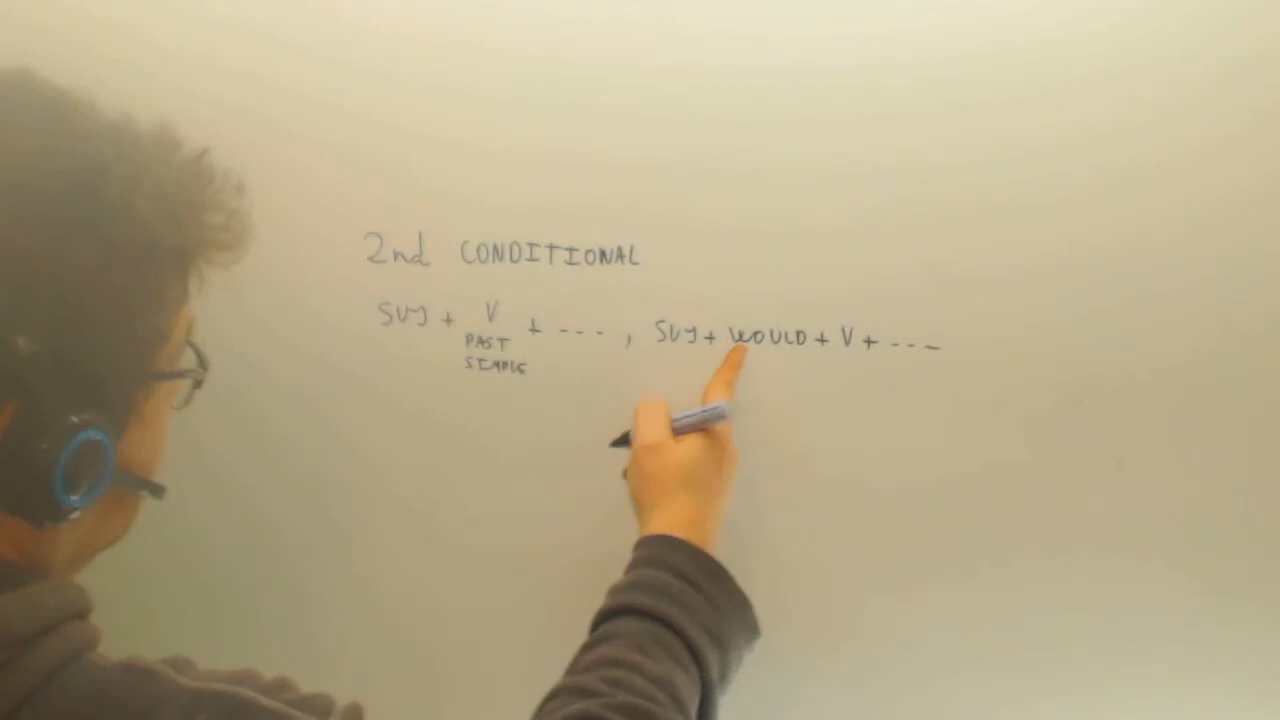 2nd CONDITIONAL
SUJ + V + ----, SUJ + WOULD + V + ----
PAST
SIMPLE